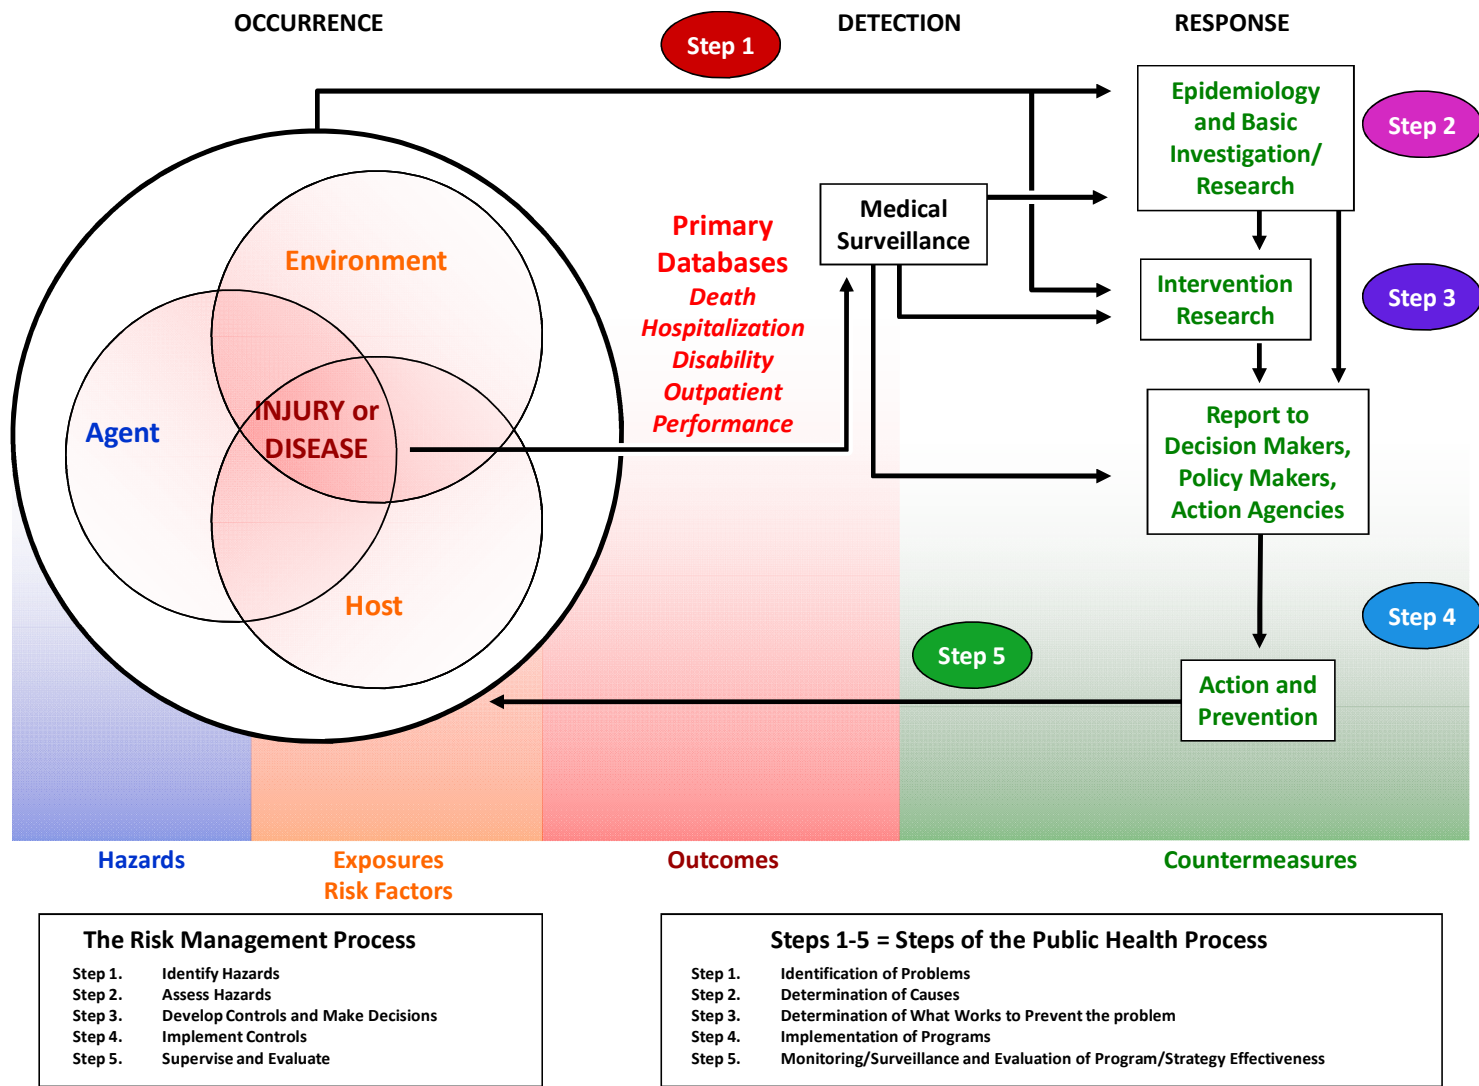 OCCURRENCE
DETECTION
RESPONSE
Step 1
Epidemiology
and Basic
Investigation/
Research
Step 2
Medical
Surveillance
Primary
Databases
Death
Hospitalization
Disability
Outpatient
Performance
Environment
Intervention
Research
Step 3
Agent
INJURY or
DISEASE
Report to
Decision Makers,
Policy Makers,
Action Agencies
Host
Step 4
Step 5
Action and
Prevention
Hazards
Exposures
Risk Factors
Outcomes
Countermeasures
The Risk Management Process
Step 1. Identify Hazards
Step 2. Assess Hazards
Step 3. Develop Controls and Make Decisions
Step 4. Implement Controls
Step 5. Supervise and Evaluate
Steps 1-5 = Steps of the Public Health Process
Step 1. Identification of Problems
Step 2. Determination of Causes
Step 3. Determination of What Works to Prevent the problem
Step 4. Implementation of Programs
Step 5. Monitoring/Surveillance and Evaluation of Program/Strategy Effectiveness